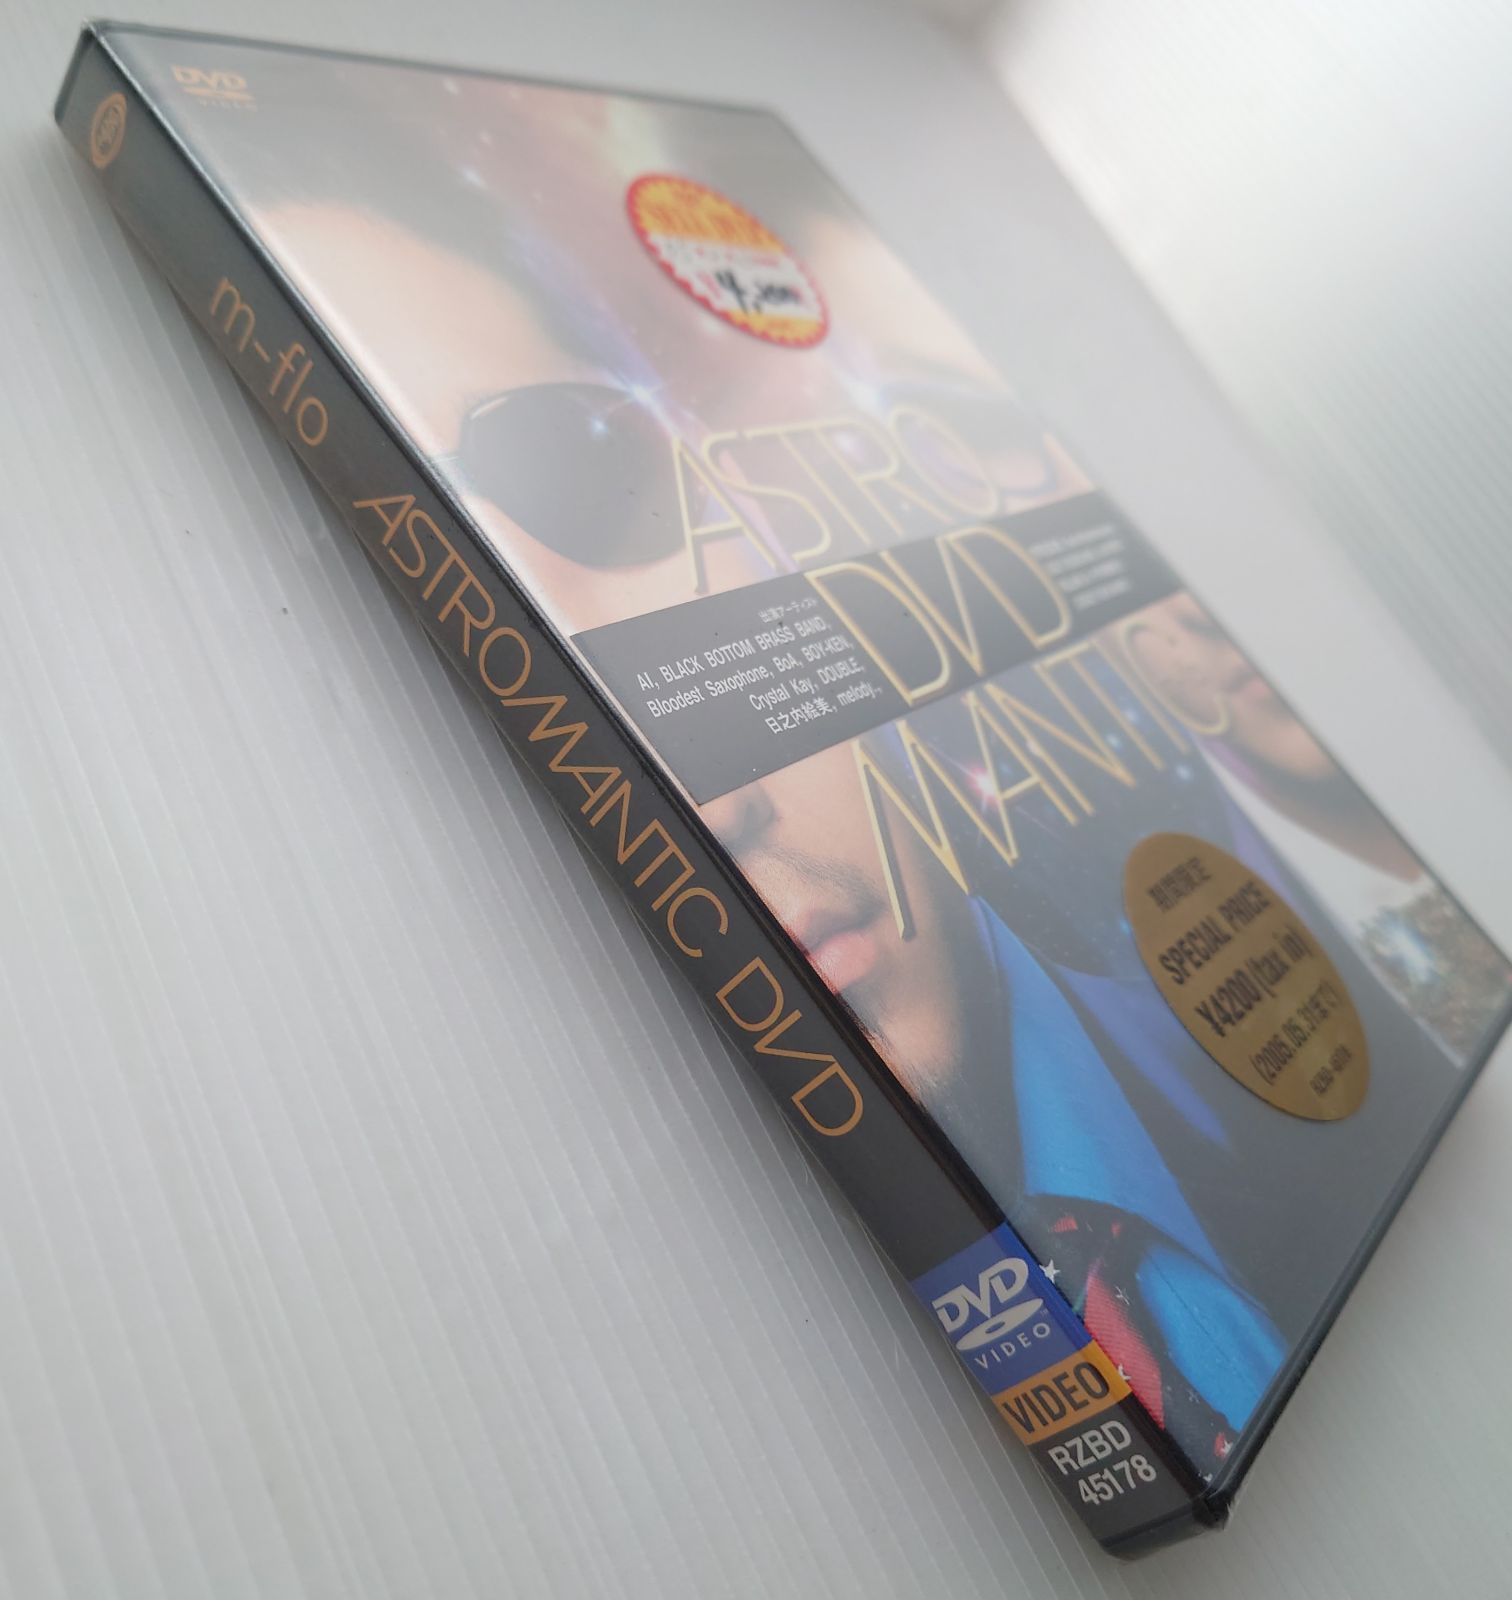 DVD
VIDEO
m-flo
ASTROMANTIC DVD
DVD
VIDEO
VIDEO
RZBD
45178
ASTRO
DVD
MANTIC
出演アーティスト
AI, BLACK BOTTOM BRASS BAND,
Bloodest Saxophone, BoA, BOY-KEN,
Crystal Kay, DOUBLE,
日之内絵美, melody.,
期間限定
SPECIAL PRICE
¥4200(tax in)